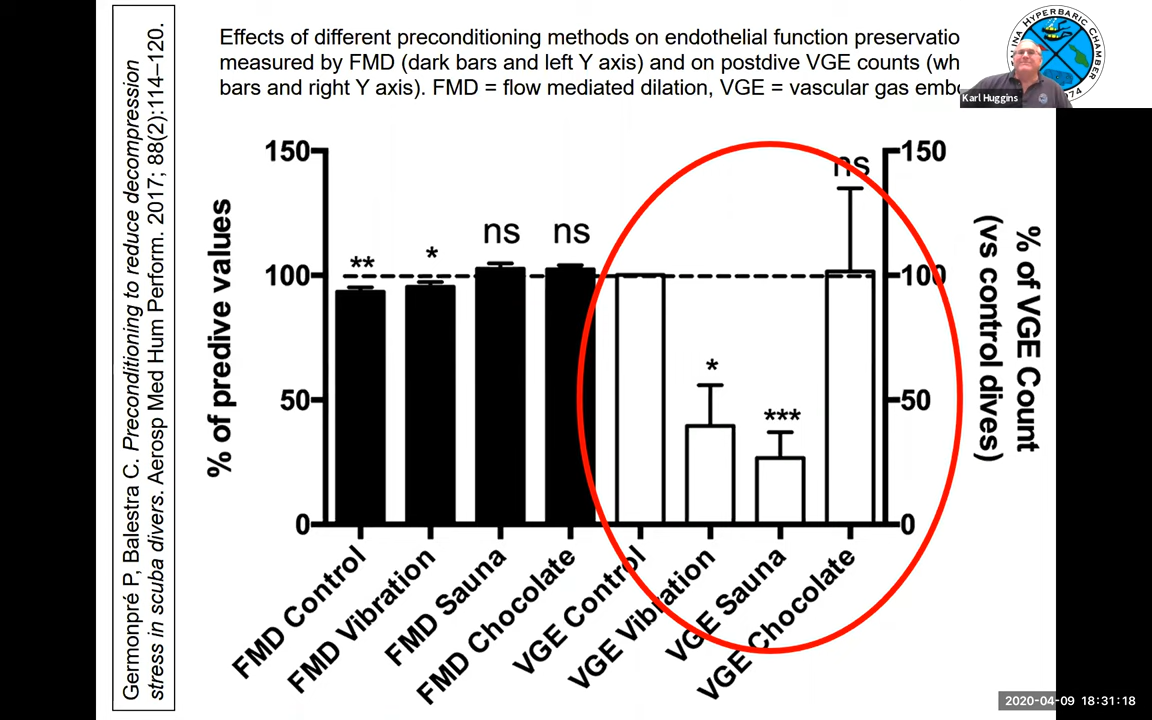 Germonpré P, Balestra C. Preconditioning to reduce decompression
stress in scuba divers. Aerosp Med Hum Perform. 2017; 88(2):114–120.
Effects of different preconditioning methods on endothelial function preservatio
measured by FMD (dark bars and left Y axis) and on postdive VGE counts (wh
bars and right Y axis). FMD = flow mediated dilation, VGE = vascular gas embo
HYPERBARIC CHAMBER
Karl Huggins
% of predive values
150
100
50
0
**
*
ns
ns
*
***
ns
150
100
50
0
% of VGE Count
(vs control dives)
FMD Control
FMD Vibration
FMD Sauna
FMD Chocolate
VGE Control
VGE Vibration
VGE Sauna
VGE Chocolate
2020-04-09 18:31:18